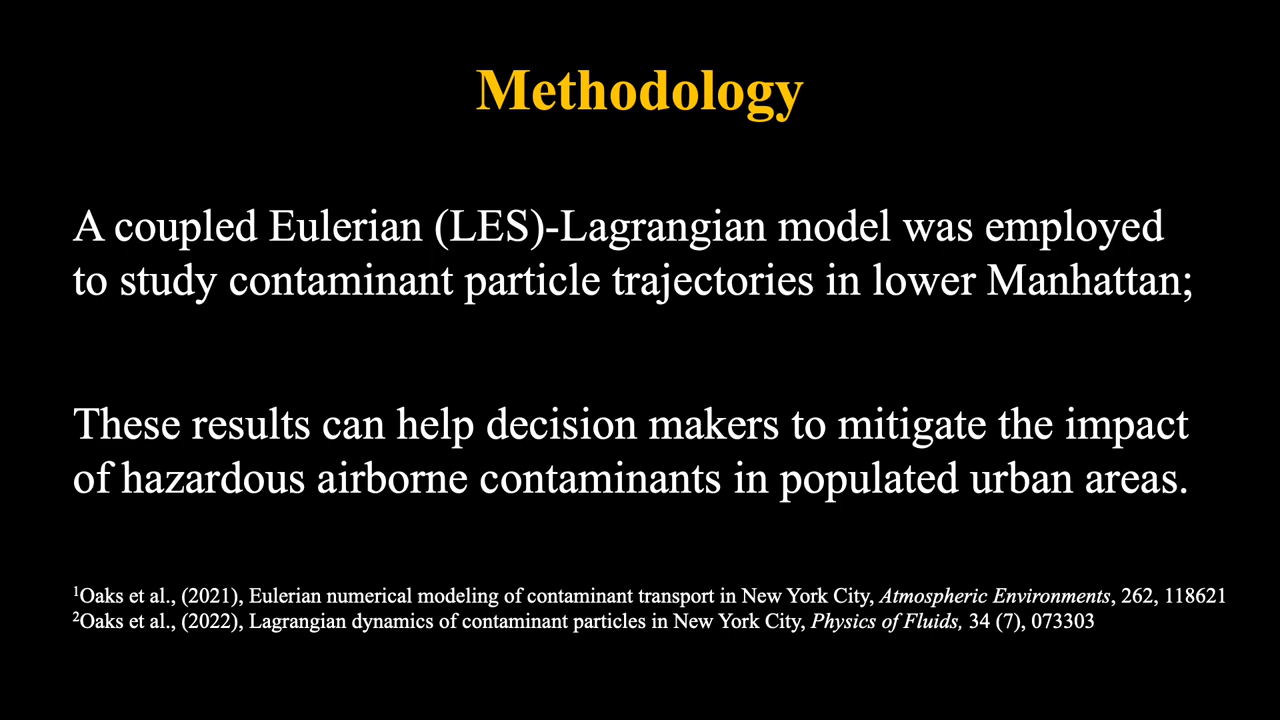 Methodology
A coupled Eulerian (LES)-Lagrangian model was employed
to study contaminant particle trajectories in lower Manhattan;
These results can help decision makers to mitigate the impact
of hazardous airborne contaminants in populated urban areas.
¹Oaks et al., (2021), Eulerian numerical modeling of contaminant transport in New York City, Atmospheric Environments, 262, 118621
²Oaks et al., (2022), Lagrangian dynamics of contaminant particles in New York City, Physics of Fluids, 34 (7), 073303